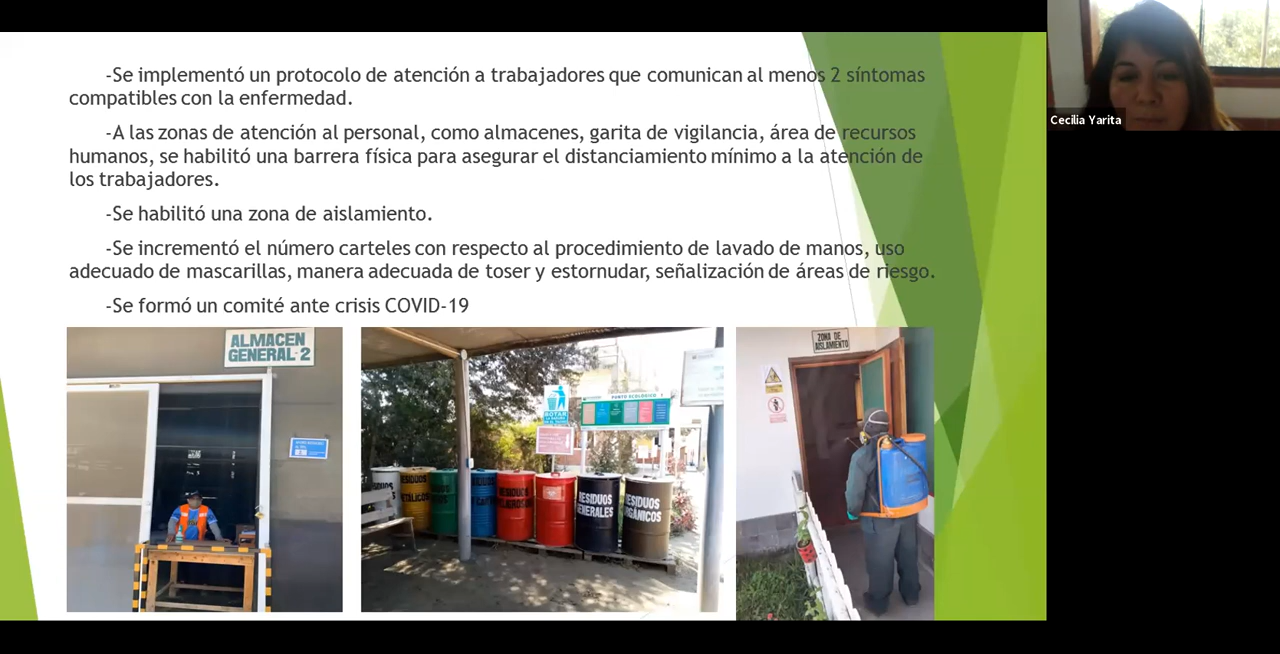 -Se implementó un protocolo de atención a trabajadores que comunican al menos 2 síntomas
compatibles con la enfermedad.
-A las zonas de atención al personal, como almacenes, garita de vigilancia, área de recursos
humanos, se habilitó una barrera física para asegurar el distanciamiento mínimo a la atención de
los trabajadores.
-Se habilitó una zona de aislamiento.
-Se incrementó el número carteles con respecto al procedimiento de lavado de manos, uso
adecuado de mascarillas, manera adecuada de toser y estornudar, señalización de áreas de riesgo.
-Se formó un comité ante crisis COVID-19
Cecilia Yarita
ALMACEN
GENERAL-2
BOTAR
PUNTO ECOLÓGICO
RESIDUOS
RESIDUOS
RESIDUOS
GENERALES
RESIDUOS
ORGÁNICOS
ZONA DE
AISLAMIENTO